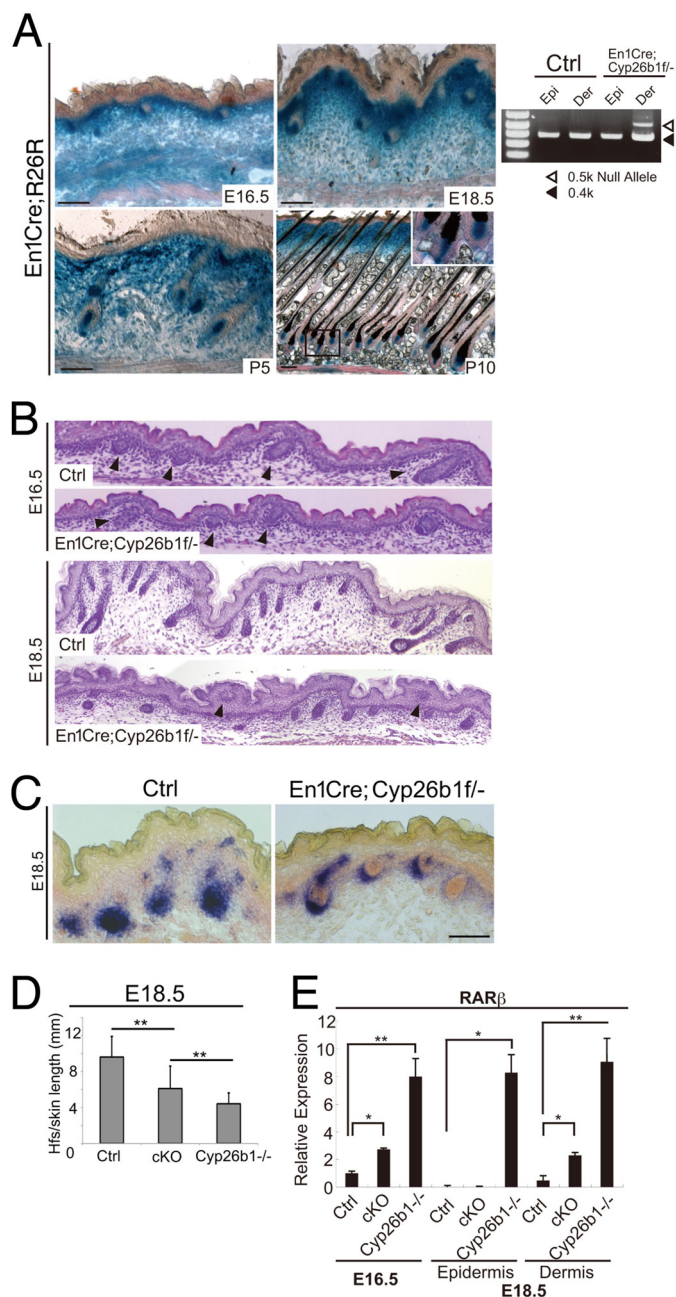 A
En1Cre;R26R
E16.5
E18.5
P5
P10
Ctrl
En1Cre;
Cyp26b1f/-
Epi
Der
Epi
Der
0.5k Null Allele
0.4k
B
E16.5
Ctrl
En1Cre;Cyp26b1f/-
E18.5
Ctrl
En1Cre;Cyp26b1f/-
C
Ctrl
En1Cre; Cyp26b1f/-
E18.5
D
E18.5
Hfs/skin length (mm)
12
8
4
**
**
Ctrl
cKO
Cyp26b1-/-
E
RARβ
Relative Expression
12
10
8
6
4
2
0
**
*
*
**
*
Ctrl
cKO
Cyp26b1-/-
Ctrl
cKO
Cyp26b1-/-
Ctrl
cKO
Cyp26b1-/-
E16.5
Epidermis
Dermis
E18.5